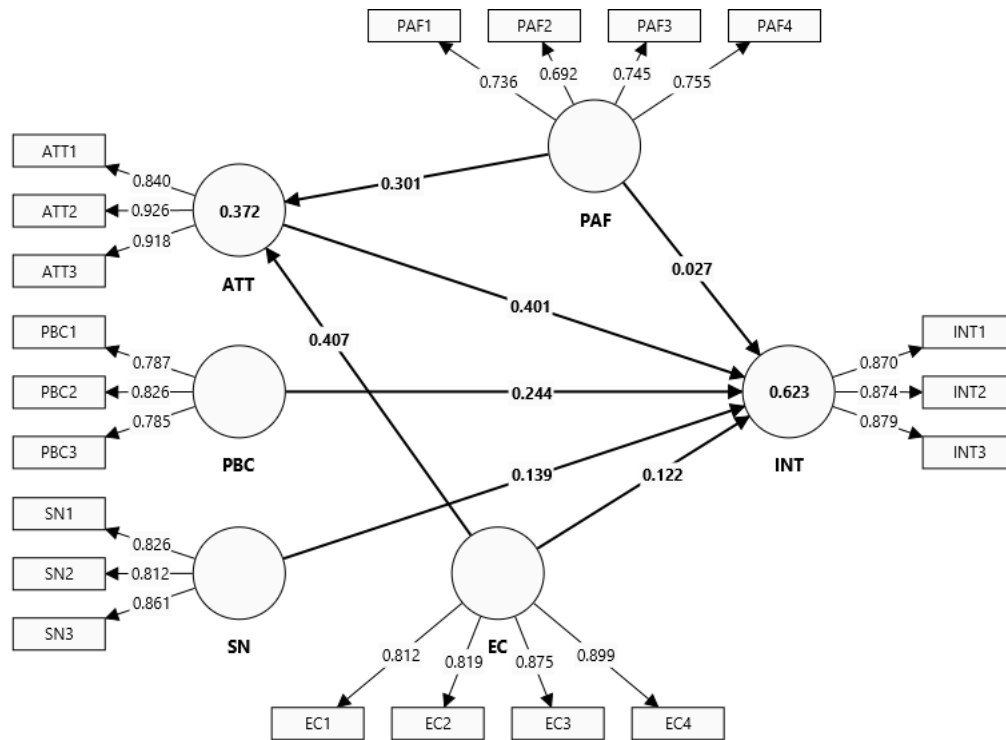 PAF1 PAF2 PAF3 PAF4
0.736 0.692 0.745 0.755
PAF
ATT1
ATT2
ATT3
0.840
0.926
0.918
0.372
ATT
0.301
0.027
0.401
0.407
PBC1
PBC2
PBC3
0.787
0.826
0.785
PBC
0.244
0.623
INT
0.870
0.874
0.879
INT1
INT2
INT3
SN1
SN2
SN3
0.826
0.812
0.861
SN
0.139
0.122
EC
0.812 0.819 0.875 0.899
EC1 EC2 EC3 EC4